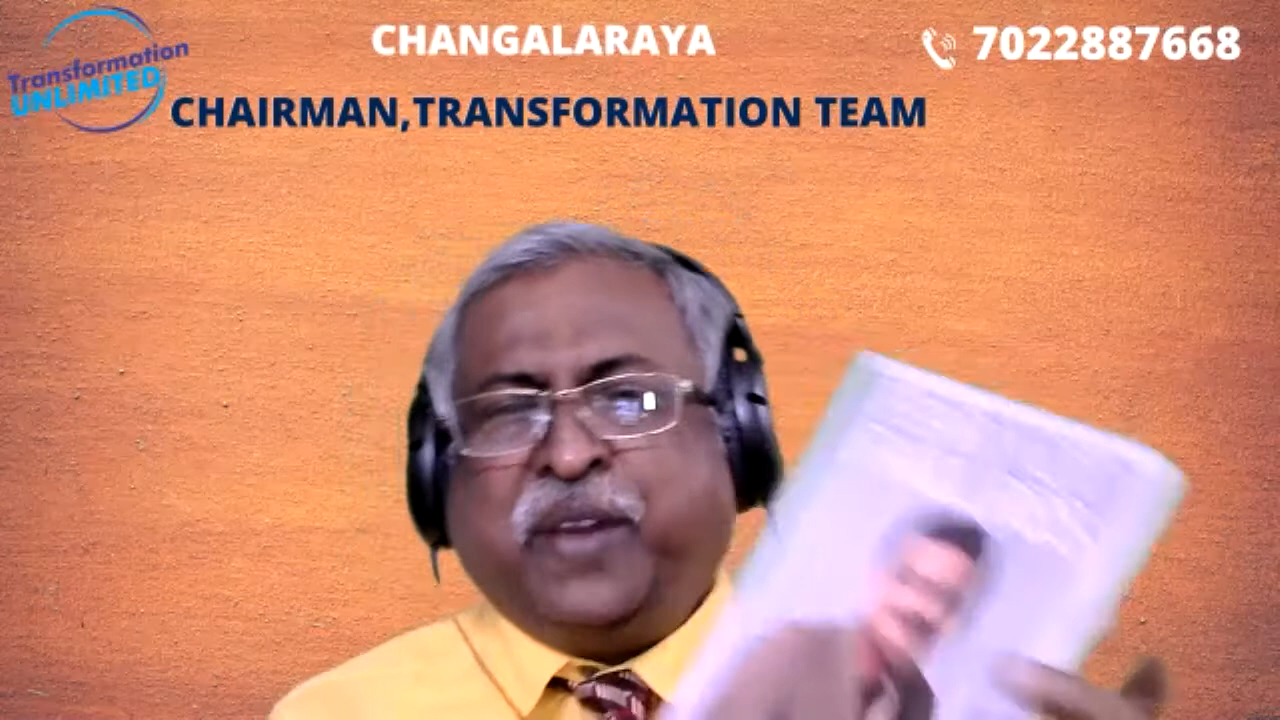 Transformation
UNLIMITED
CHANGALARAYA
7022887668
CHAIRMAN,TRANSFORMATION TEAM